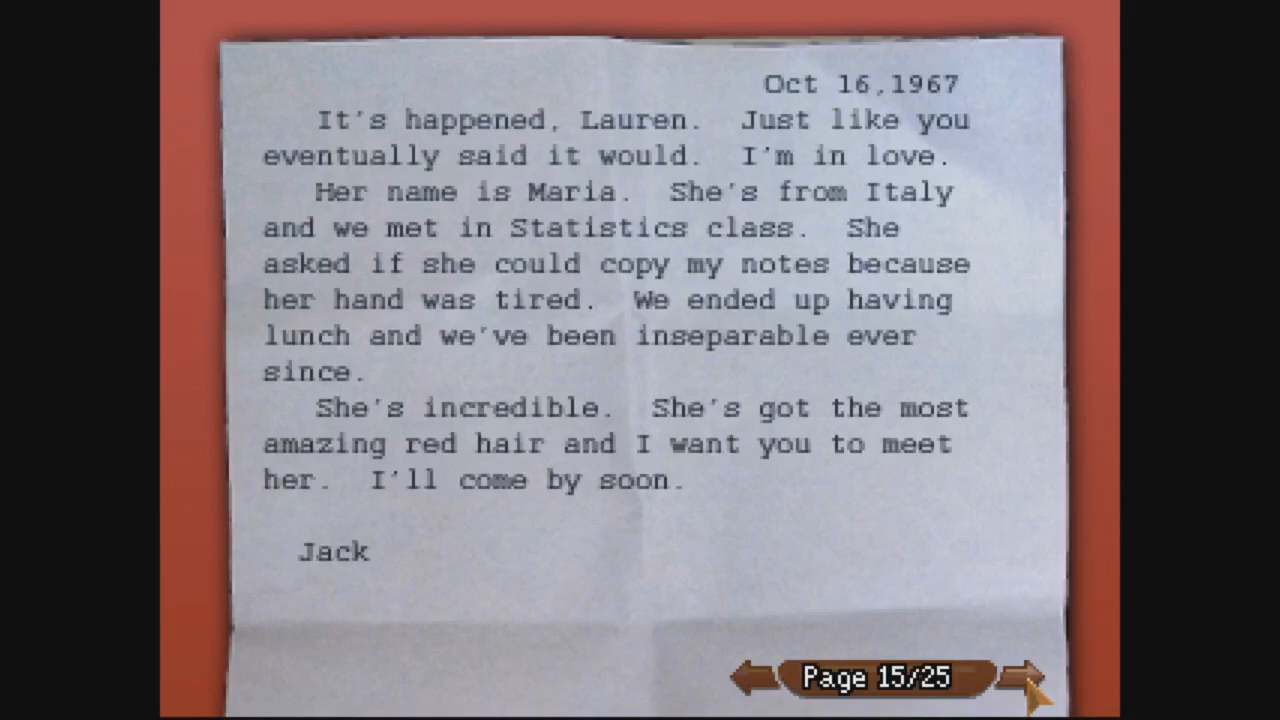 Oct 16,1967
It's happened, Lauren. Just like you
eventually said it would. I'm in love.
Her name is Maria. She's from Italy
and we met in Statistics class. She
asked if she could copy my notes because
her hand was tired. We ended up having
lunch and we've been inseparable ever
since.
She's incredible. She's got the most
amazing red hair and I want you to meet
her. I'll come by soon.
Jack
Page 15/25